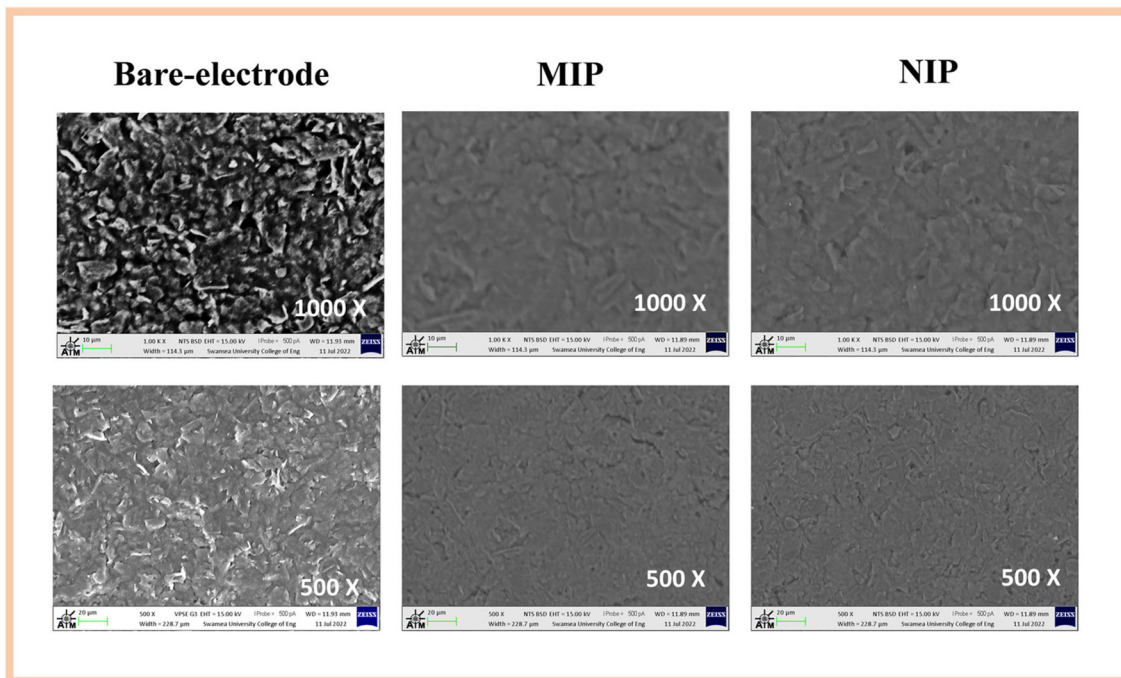 Bare-electrode MIP NIP
1000 X 1000 X 1000 X
ATM 10 µm 1.00 K X NTS BSD EHT = 15.00 kV I Probe = 500 pA WD = 11.93 mm ZEISS
Width = 114.3 µm Swansea University College of Eng 11 Jul 2022
ATM 10 µm 1.00 K X NTS BSD EHT = 15.00 kV I Probe = 500 pA WD = 11.89 mm ZEISS
Width = 114.3 µm Swansea University College of Eng 11 Jul 2022
ATM 10 µm 1.00 K X NTS BSD EHT = 15.00 kV I Probe = 500 pA WD = 11.89 mm ZEISS
Width = 114.3 µm Swansea University College of Eng 11 Jul 2022
500 X 500 X 500 X
ATM 20 µm 500 X VPSE G3 EHT = 15.00 kV I Probe = 500 pA WD = 11.93 mm ZEISS
Width = 228.7 µm Swansea University College of Eng 11 Jul 2022
ATM 20 µm 500 X NTS BSD EHT = 15.00 kV I Probe = 500 pA WD = 11.89 mm ZEISS
Width = 228.7 µm Swansea University College of Eng 11 Jul 2022
ATM 20 µm 500 X NTS BSD EHT = 15.00 kV I Probe = 500 pA WD = 11.89 mm ZEISS
Width = 228.7 µm Swansea University College of Eng 11 Jul 2022